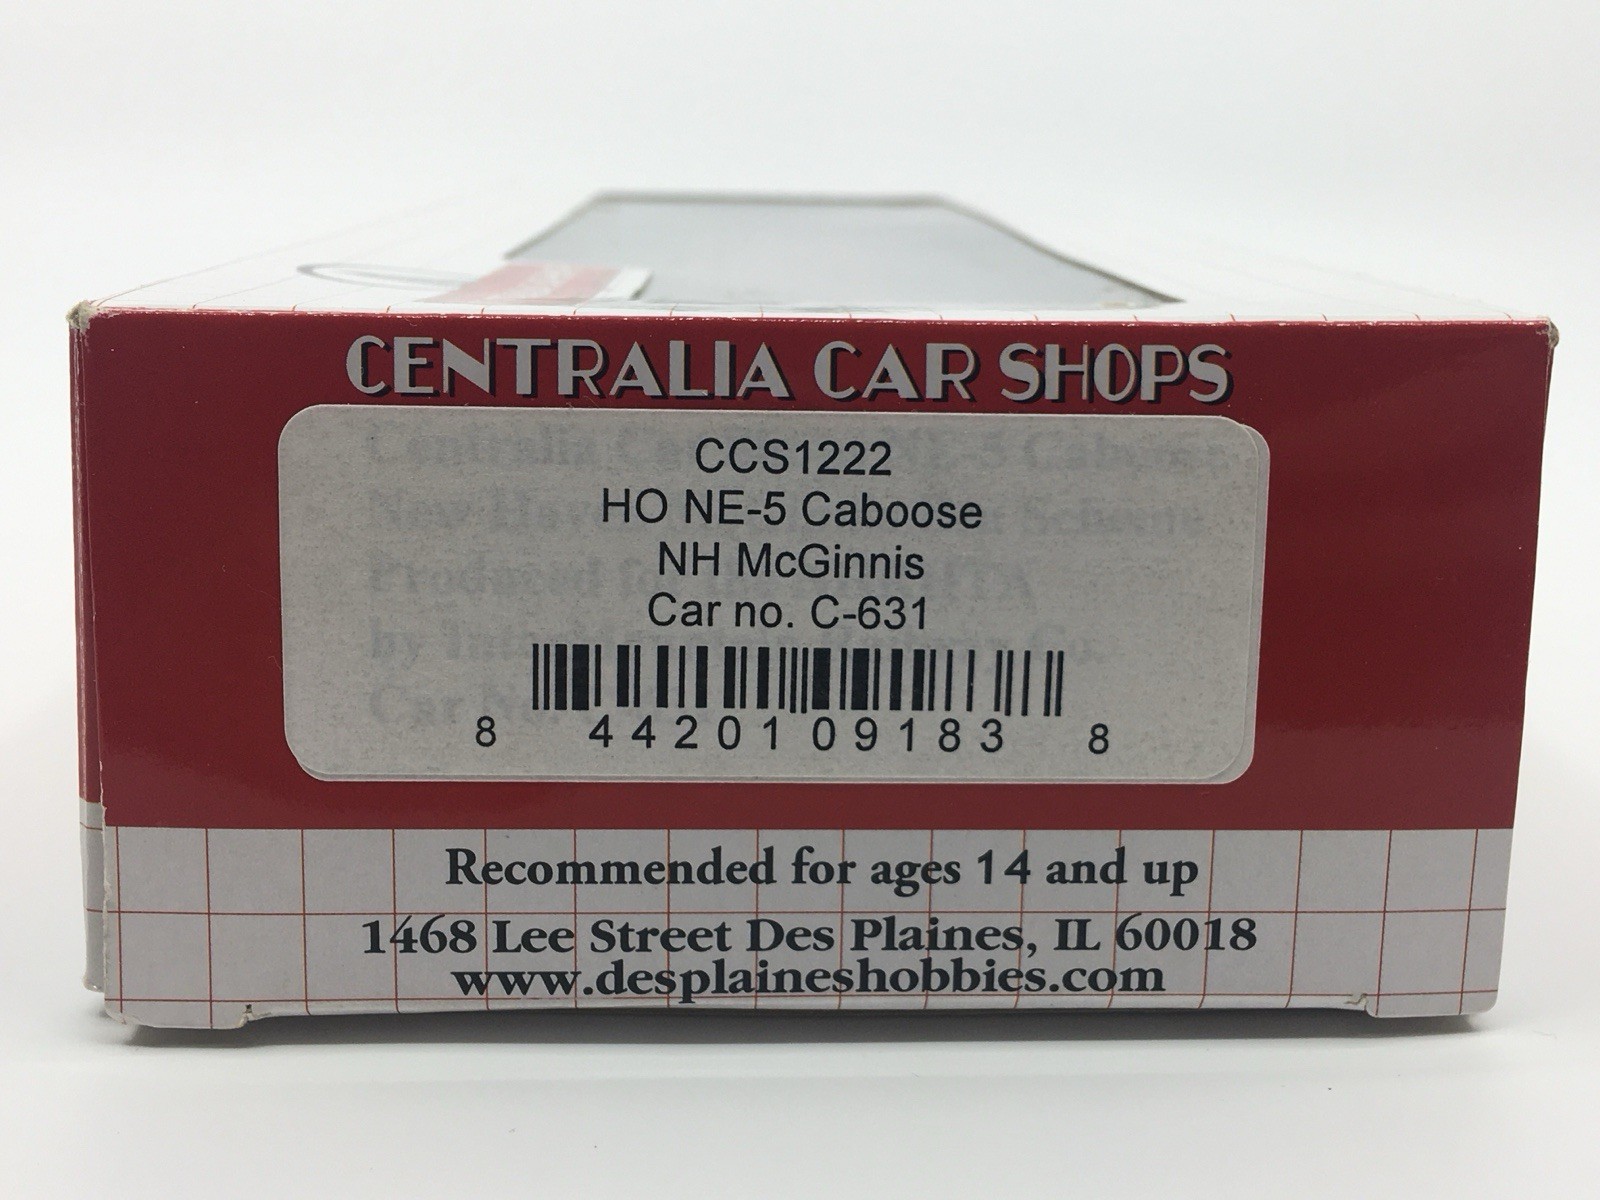 CENTRALIA CAR SHOPS
CCS1222
HO NE-5 Caboose
NH McGinnis
Car no. C-631
8 44201 09183 8
Recommended for ages 14 and up
1468 Lee Street Des Plaines, IL 60018
www.desplaineshobbies.com